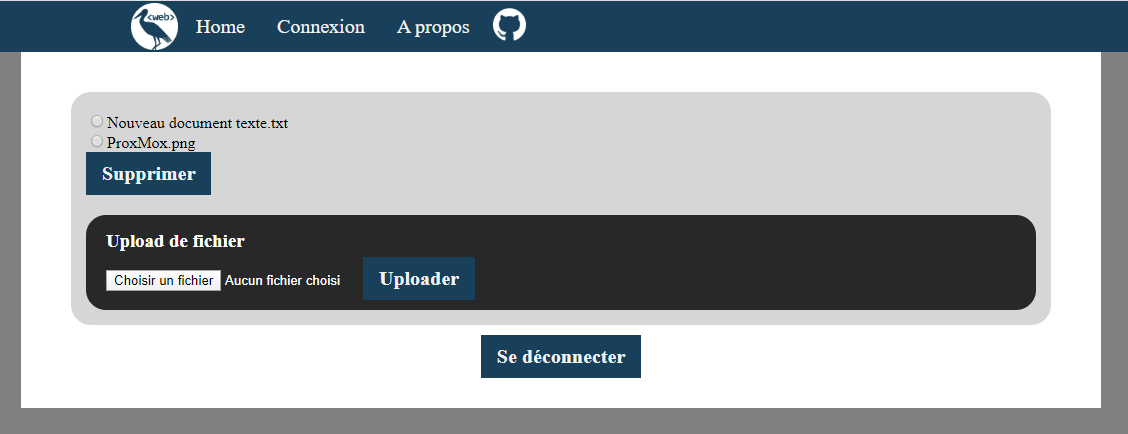 <web>
Home Connexion A propos
Nouveau document texte.txt
ProxMox.png
Supprimer
Upload de fichier
Choisir un fichier Aucun fichier choisi Uploader
Se déconnecter